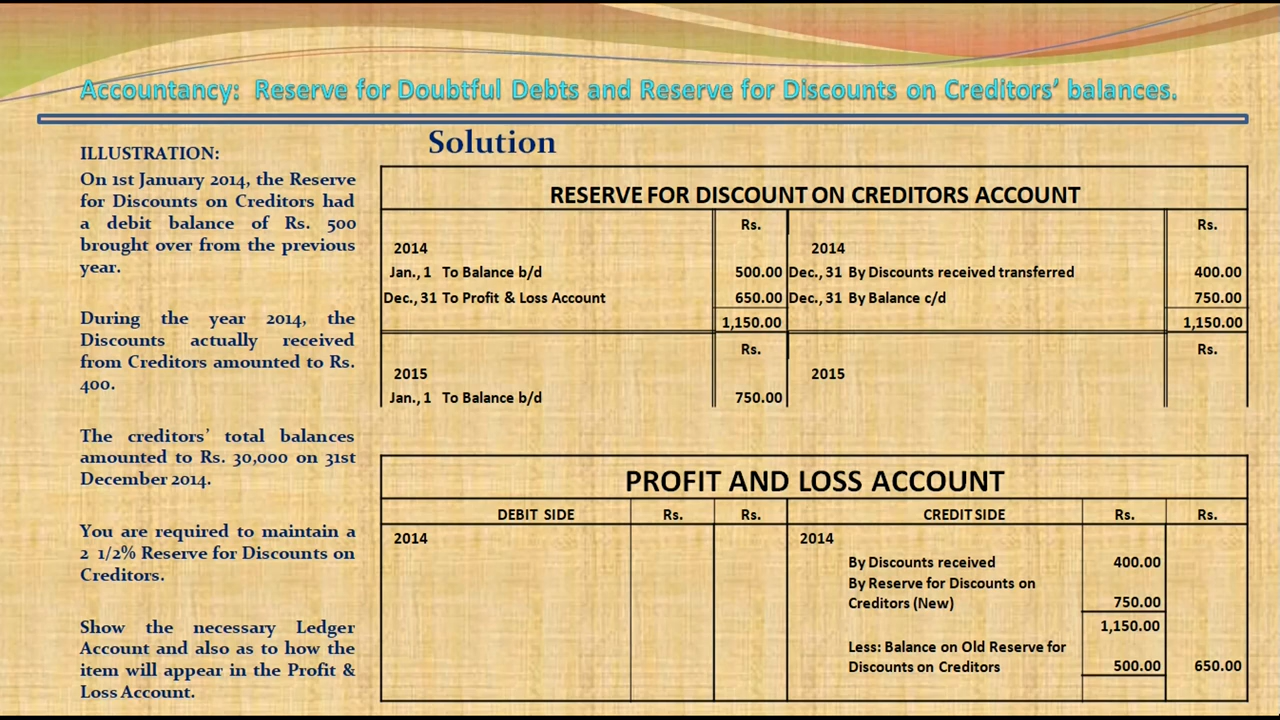 Accountancy: Reserve for Doubtful Debts and Reserve for Discounts on Creditors' balances.
ILLUSTRATION:
On 1st January 2014, the Reserve
for Discounts on Creditors had
a debit balance of Rs. 500
brought over from the previous
year.
During the year 2014, the
Discounts actually received
from Creditors amounted to Rs.
400.
The creditors' total balances
amounted to Rs. 30,000 on 31st
December 2014.
You are required to maintain a
2 1/2% Reserve for Discounts on
Creditors.
Show the necessary Ledger
Account and also as to how the
item will appear in the Profit &
Loss Account.
Solution
RESERVE FOR DISCOUNT ON CREDITORS ACCOUNT
Rs. Rs.
2014 2014
Jan., 1 To Balance b/d 500.00 Dec., 31 By Discounts received transferred 400.00
Dec., 31 To Profit & Loss Account 650.00 Dec., 31 By Balance c/d 750.00
1,150.00 1,150.00
Rs. Rs.
2015 2015
Jan., 1 To Balance b/d 750.00
PROFIT AND LOSS ACCOUNT
DEBIT SIDE Rs. Rs. CREDIT SIDE Rs. Rs.
2014 2014
By Discounts received 400.00
By Reserve for Discounts on
Creditors (New) 750.00
1,150.00
Less: Balance on Old Reserve for
Discounts on Creditors 500.00 650.00